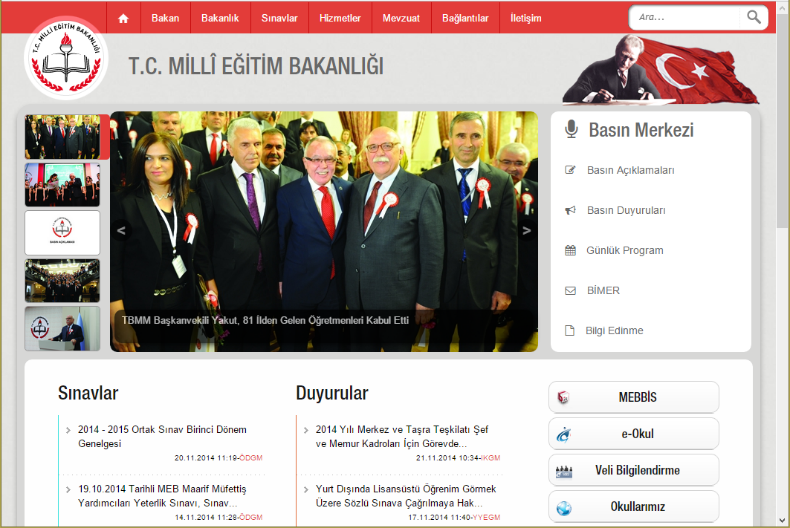 Bakan
Bakanlık
Sınavlar
Hizmetler
Mevzuat
Bağlantılar
İletişim
Ara...
T.C. MİLLÎ EĞİTİM BAKANLIĞI
T.C. MİLLÎ EĞİTİM BAKANLIĞI
TBMM Başkanvekili Yakut, 81 İlden Gelen Öğretmenleri Kabul Etti
Basın Merkezi
Basın Açıklamaları
Basın Duyuruları
Günlük Program
BİMER
Bilgi Edinme
Sınavlar
2014 - 2015 Ortak Sınav Birinci Dönem
Genelgesi
20.11.2014 11:19-ÖDGM
19.10.2014 Tarihli MEB Maarif Müfettiş
Yardımcıları Yeterlik Sınavı, Sınav...
14.11.2014 11:28-ÖDGM
Duyurular
2014 Yılı Merkez ve Taşra Teşkilatı Şef
ve Memur Kadroları İçin Görevde...
21.11.2014 10:34-IKGM
Yurt Dışında Lisansüstü Öğrenim Görmek
Üzere Sözlü Sınava Çağrılmaya Hak...
17.11.2014 11:40-YYEGM
MEBBİS
e-Okul
Veli Bilgilendirme
Okullarımız